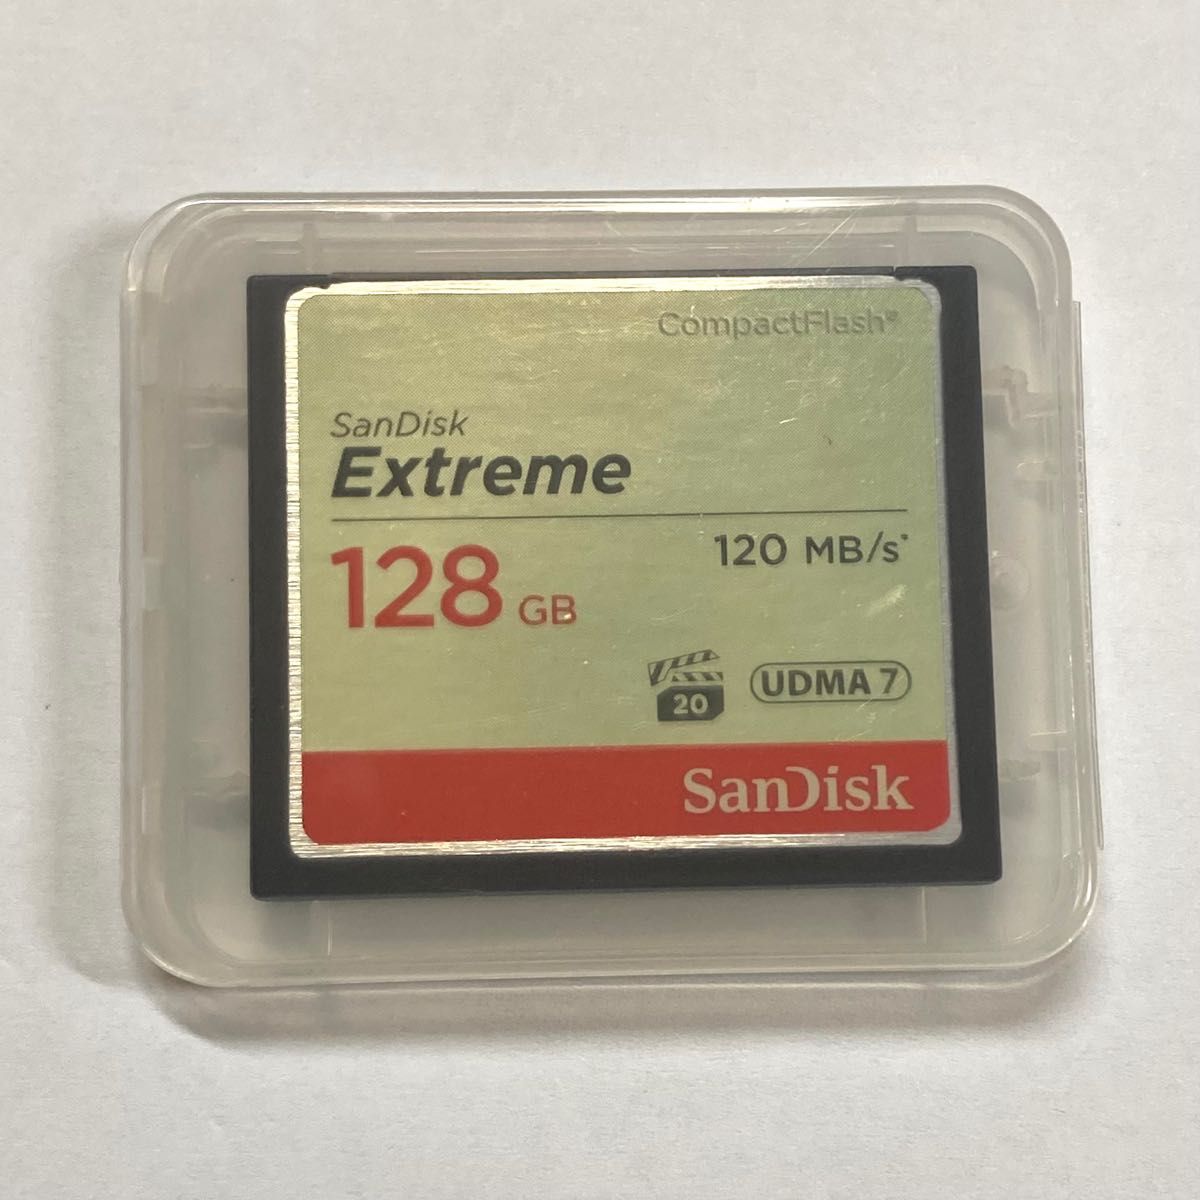 CompactFlash®
SanDisk
Extreme
128 GB
120 MB/s*
20
UDMA 7
SanDisk